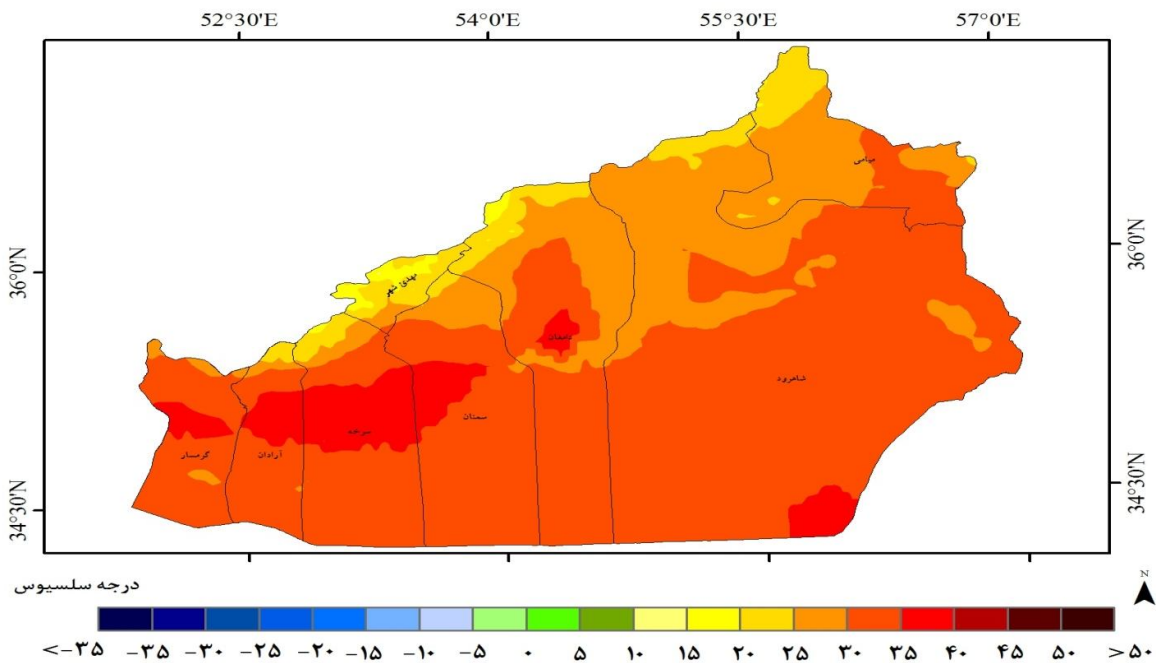 52°30'E 54°0'E 55°30'E 57°0'E
میامی
36°0'N 36°0'N
مهدی شهر
دامغان
شاهرود
سمنان
سرخه
آرادان
گرمسار
34°30'N 34°30'N
درجه سلسیوس
N
<-۳۵ -۳۵ -۳۰ -۲۵ -۲۰ -۱۵ -۱۰ -۵ ۰ ۵ ۱۰ ۱۵ ۲۰ ۲۵ ۳۰ ۳۵ ۴۰ ۴۵ ۵۰ >۵۰